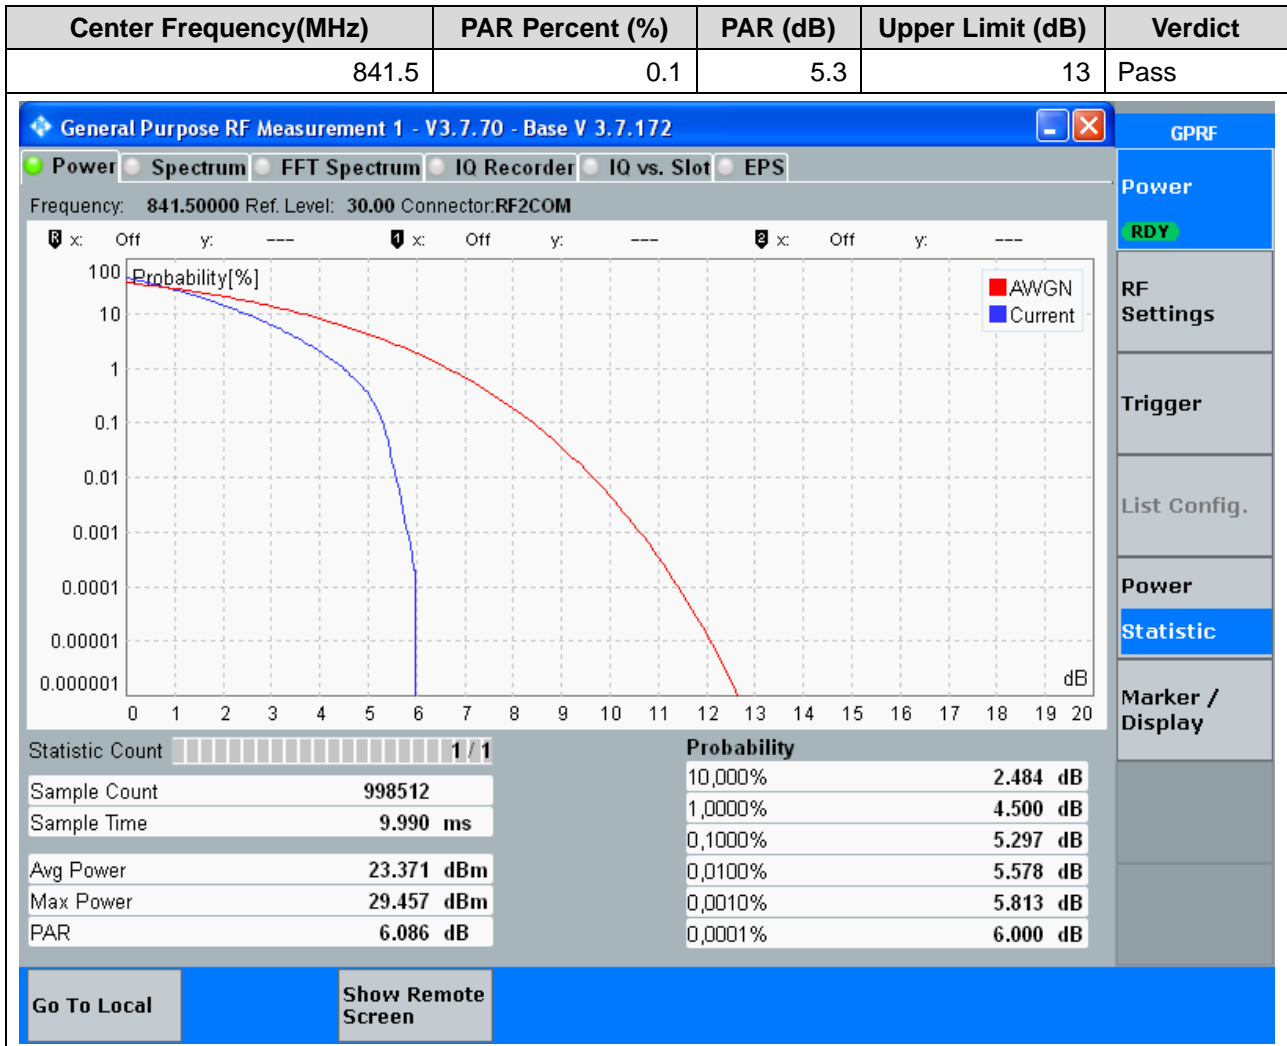 Center Frequency(MHz) PAR Percent (%) PAR (dB) Upper Limit (dB) Verdict
841.5 0.1 5.3 13 Pass
General Purpose RF Measurement 1 - V3.7.70 - Base V 3.7.172
GPRF
Power Spectrum FFT Spectrum IQ Recorder IQ vs. Slot EPS
Frequency: 841.50000 Ref. Level: 30.00 Connector:RF2COM
R x: Off y: --- 1 x: Off y: --- 2 x: Off y: ---
Probability[%]
AWGN
Current
100
10
1
0.1
0.01
0.001
0.0001
0.00001
0.000001
dB
0 1 2 3 4 5 6 7 8 9 10 11 12 13 14 15 16 17 18 19 20
Statistic Count 1 / 1
Sample Count 998512
Sample Time 9.990 ms
Avg Power 23.371 dBm
Max Power 29.457 dBm
PAR 6.086 dB
Probability
10,000% 2.484 dB
1,0000% 4.500 dB
0,1000% 5.297 dB
0,0100% 5.578 dB
0,0010% 5.813 dB
0,0001% 6.000 dB
Power
RDY
RF
Settings
Trigger
List Config.
Power
Statistic
Marker /
Display
Go To Local
Show Remote
Screen